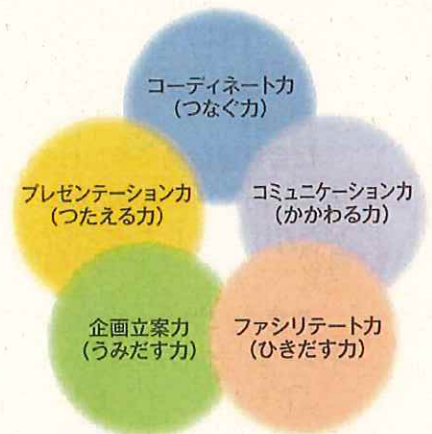 コーディネート力
(つなぐ力)
プレゼンテーション力
(つたえる力)
コミュニケーション力
(かかわる力)
企画立案力
(うみだす力)
ファシリテート力
(ひきだす力)